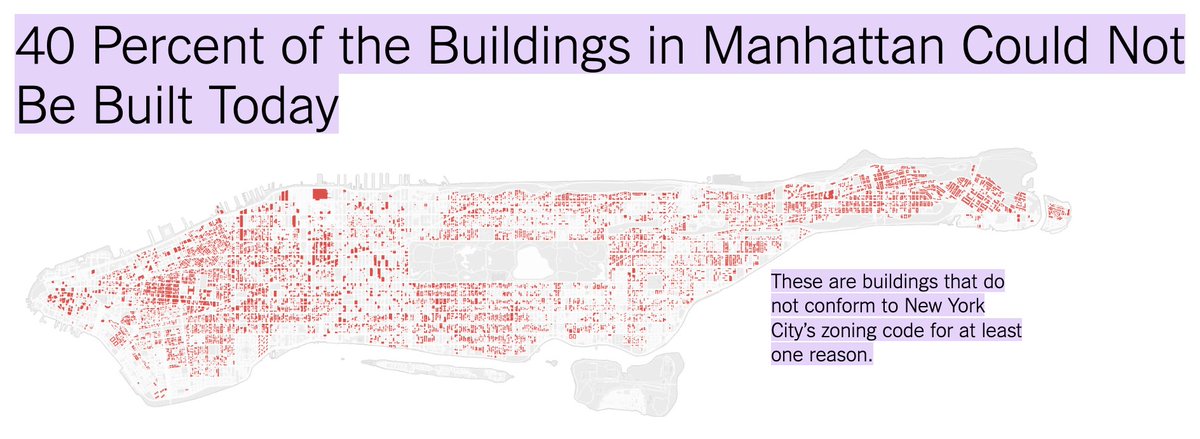 40 Percent of the Buildings in Manhattan Could Not
Be Built Today
These are buildings that do
not conform to New York
City’s zoning code for at least
one reason.